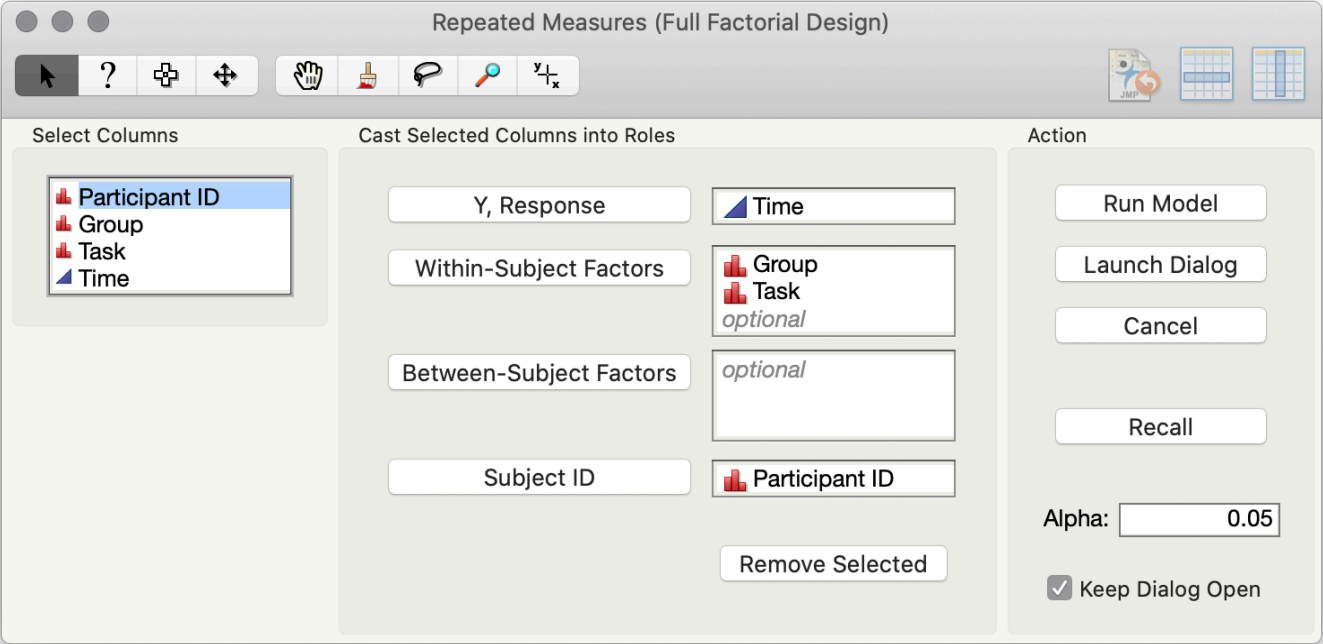 Repeated Measures (Full Factorial Design)
?
y
x
JMP
Select Columns
Participant ID
Group
Task
Time
Cast Selected Columns into Roles
Y, Response
Time
Within-Subject Factors
Group
Task
optional
Between-Subject Factors
optional
Subject ID
Participant ID
Remove Selected
Action
Run Model
Launch Dialog
Cancel
Recall
Alpha: 0.05
Keep Dialog Open